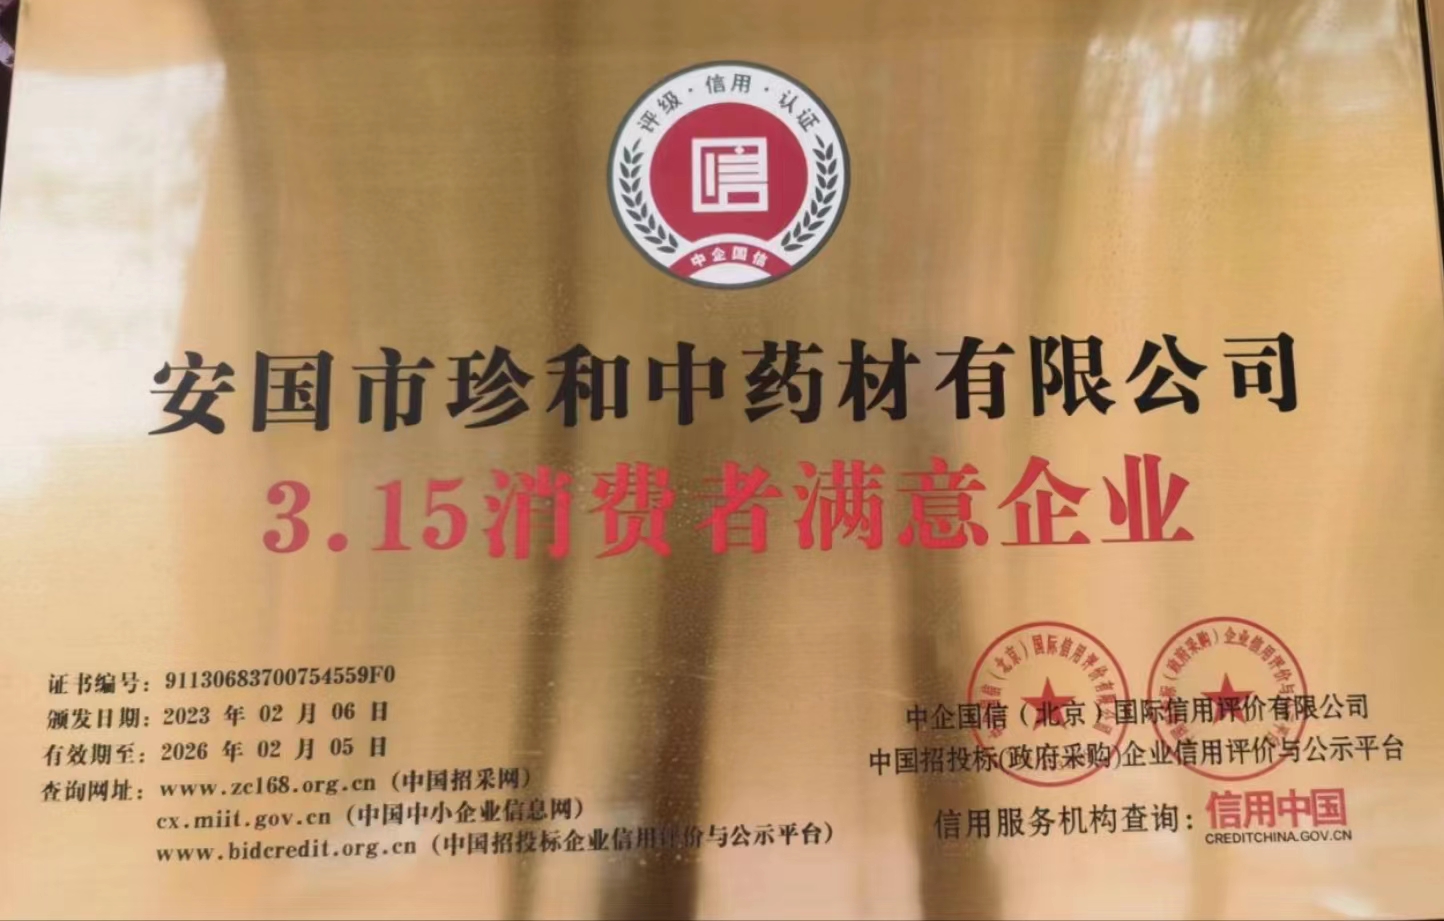 评级·信用·认证
信
中企国信
安国市珍和中药材有限公司
3.15消费者满意企业
证书编号：91130683700754559F0
颁发日期：2023 年 02 月 06 日
有效期至：2026 年 02 月 05 日
查询网址：www.zc168.org.cn（中国招采网）
cx.miit.gov.cn（中国中小企业信息网）
www.bidcredit.org.cn（中国招投标企业信用评价与公示平台）
中企国信（北京）国际信用评价有限公司
中国招投标(政府采购)企业信用评价与公示平台
信用服务机构查询：信用中国
CREDITCHINA.GOV.CN